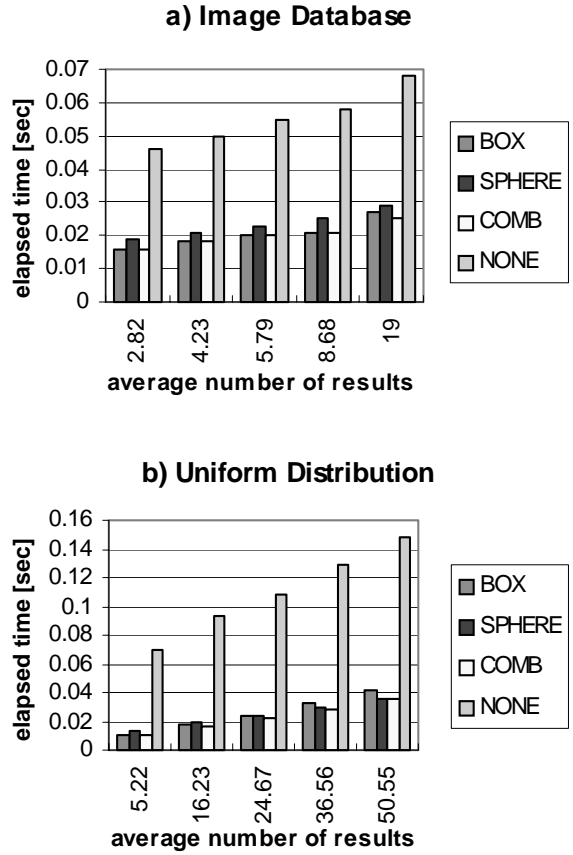 a) Image Database
elapsed time [sec]
0.07
0.06
0.05
0.04
0.03
0.02
0.01
0
2.82
4.23
5.79
8.68
19
average number of results
BOX
SPHERE
COMB
NONE
b) Uniform Distribution
elapsed time [sec]
0.16
0.14
0.12
0.1
0.08
0.06
0.04
0.02
0
5.22
16.23
24.67
36.56
50.55
average number of results
BOX
SPHERE
COMB
NONE